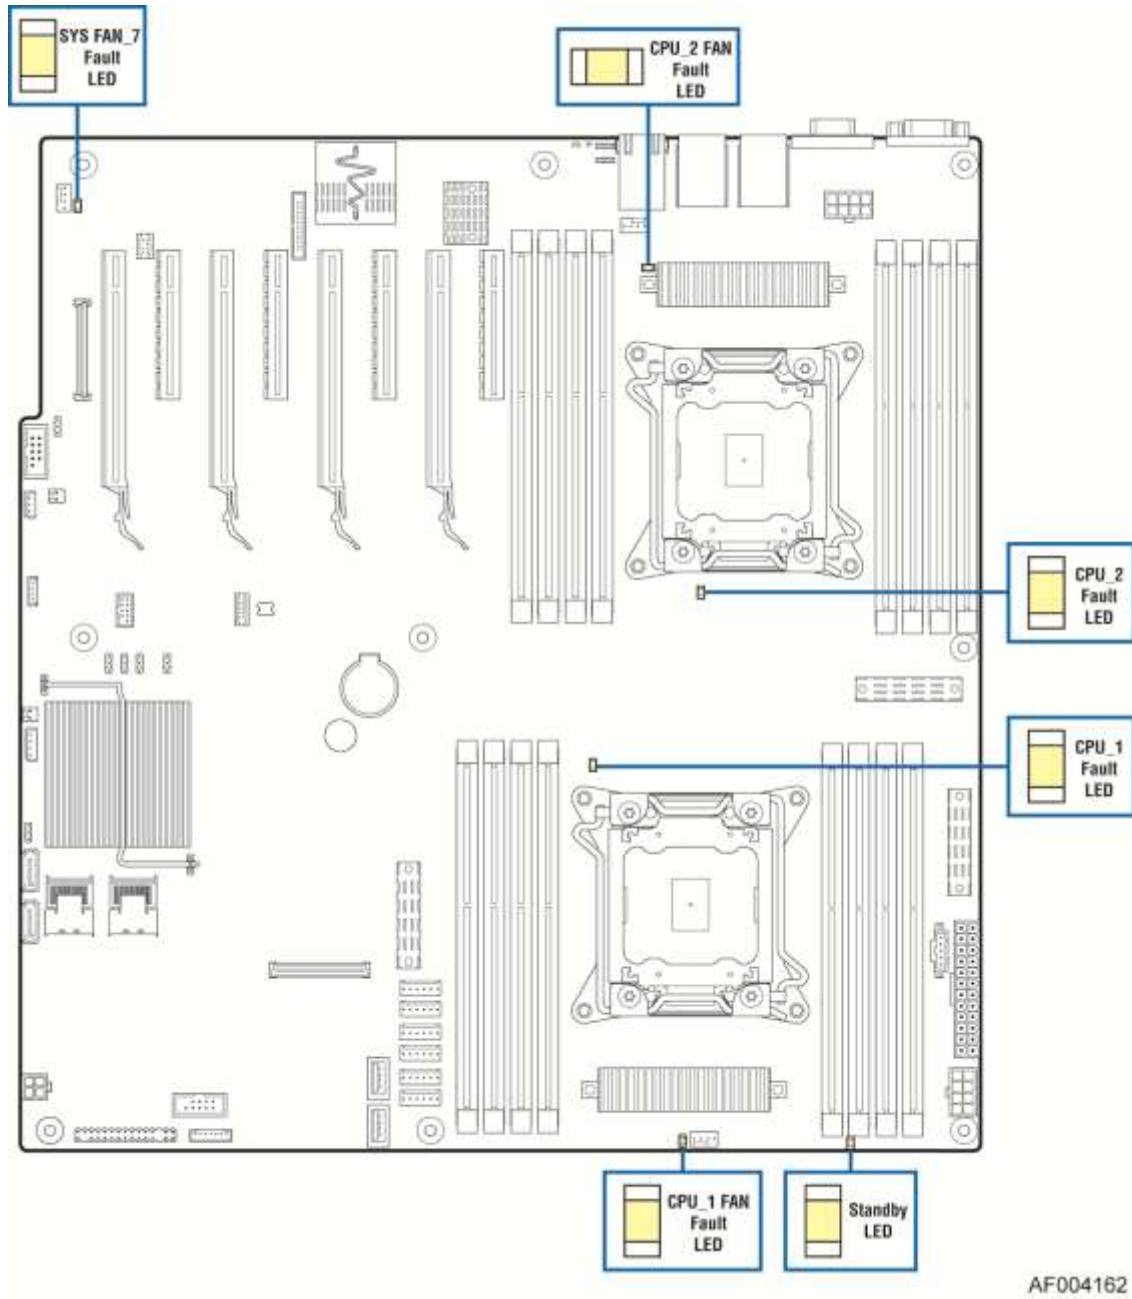 SYS FAN_7
Fault
LED
CPU_2 FAN
Fault
LED
CPU_2
Fault
LED
CPU_1
Fault
LED
CPU_1 FAN
Fault
LED
Standby
LED
AF004162